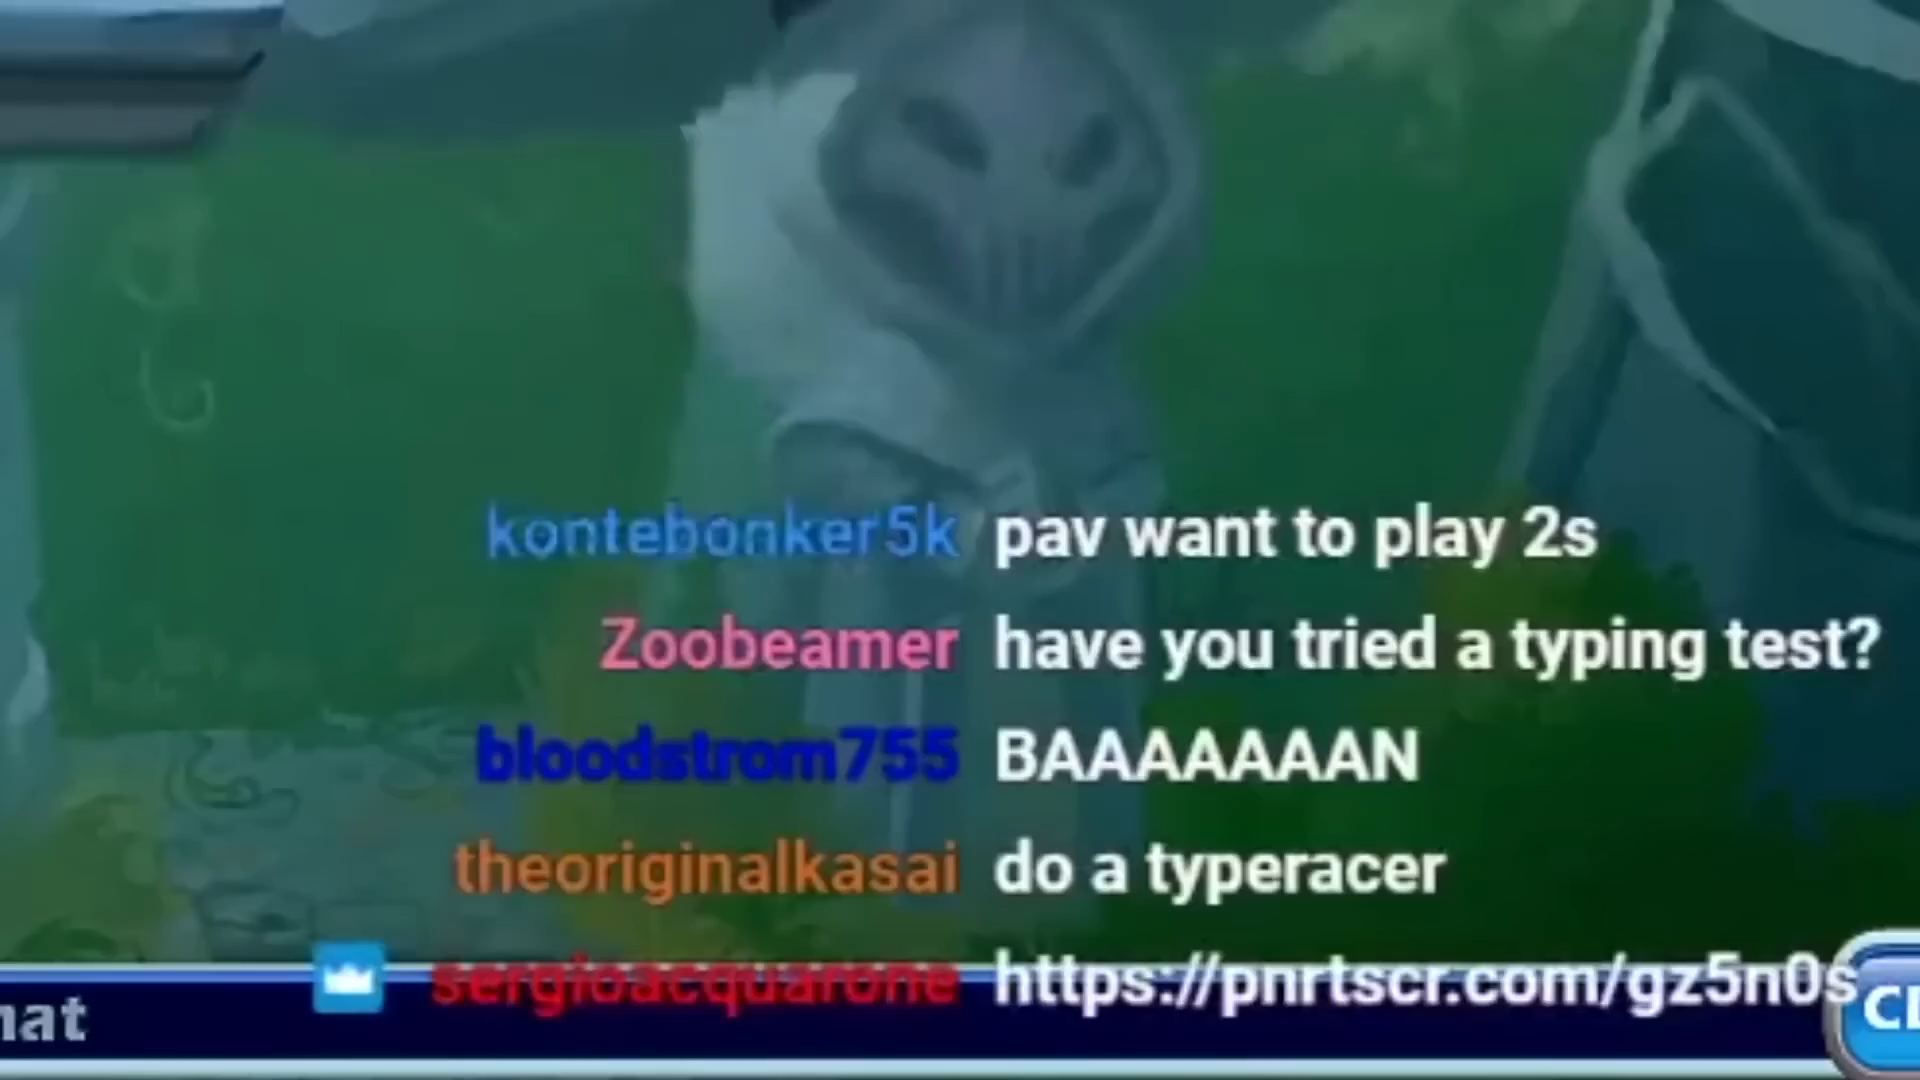 kontebonker5k pav want to play 2s
Zoobeamer have you tried a typing test?
bloodstrom755 BAAAAAAAN
theoriginalkasai do a typeracer
sergioacquarone https://pnrtscr.com/gz5n0s